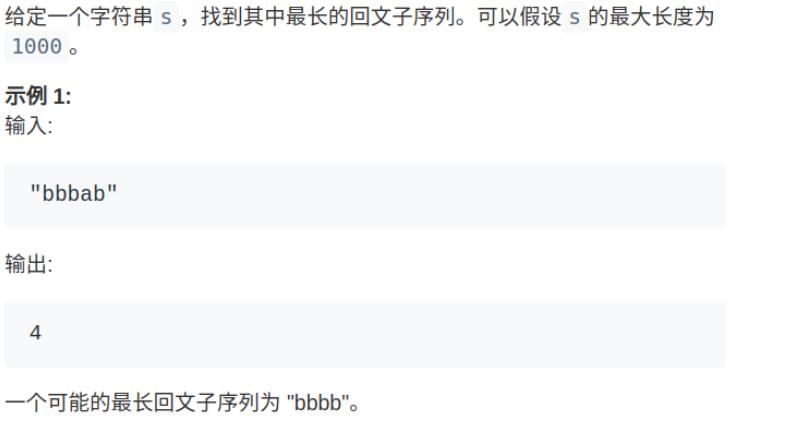 给定一个字符串 s ，找到其中最长的回文子序列。可以假设 s 的最大长度为
1000 。
示例 1:
输入:
"bbbab"
输出:
4
一个可能的最长回文子序列为 "bbbb"。